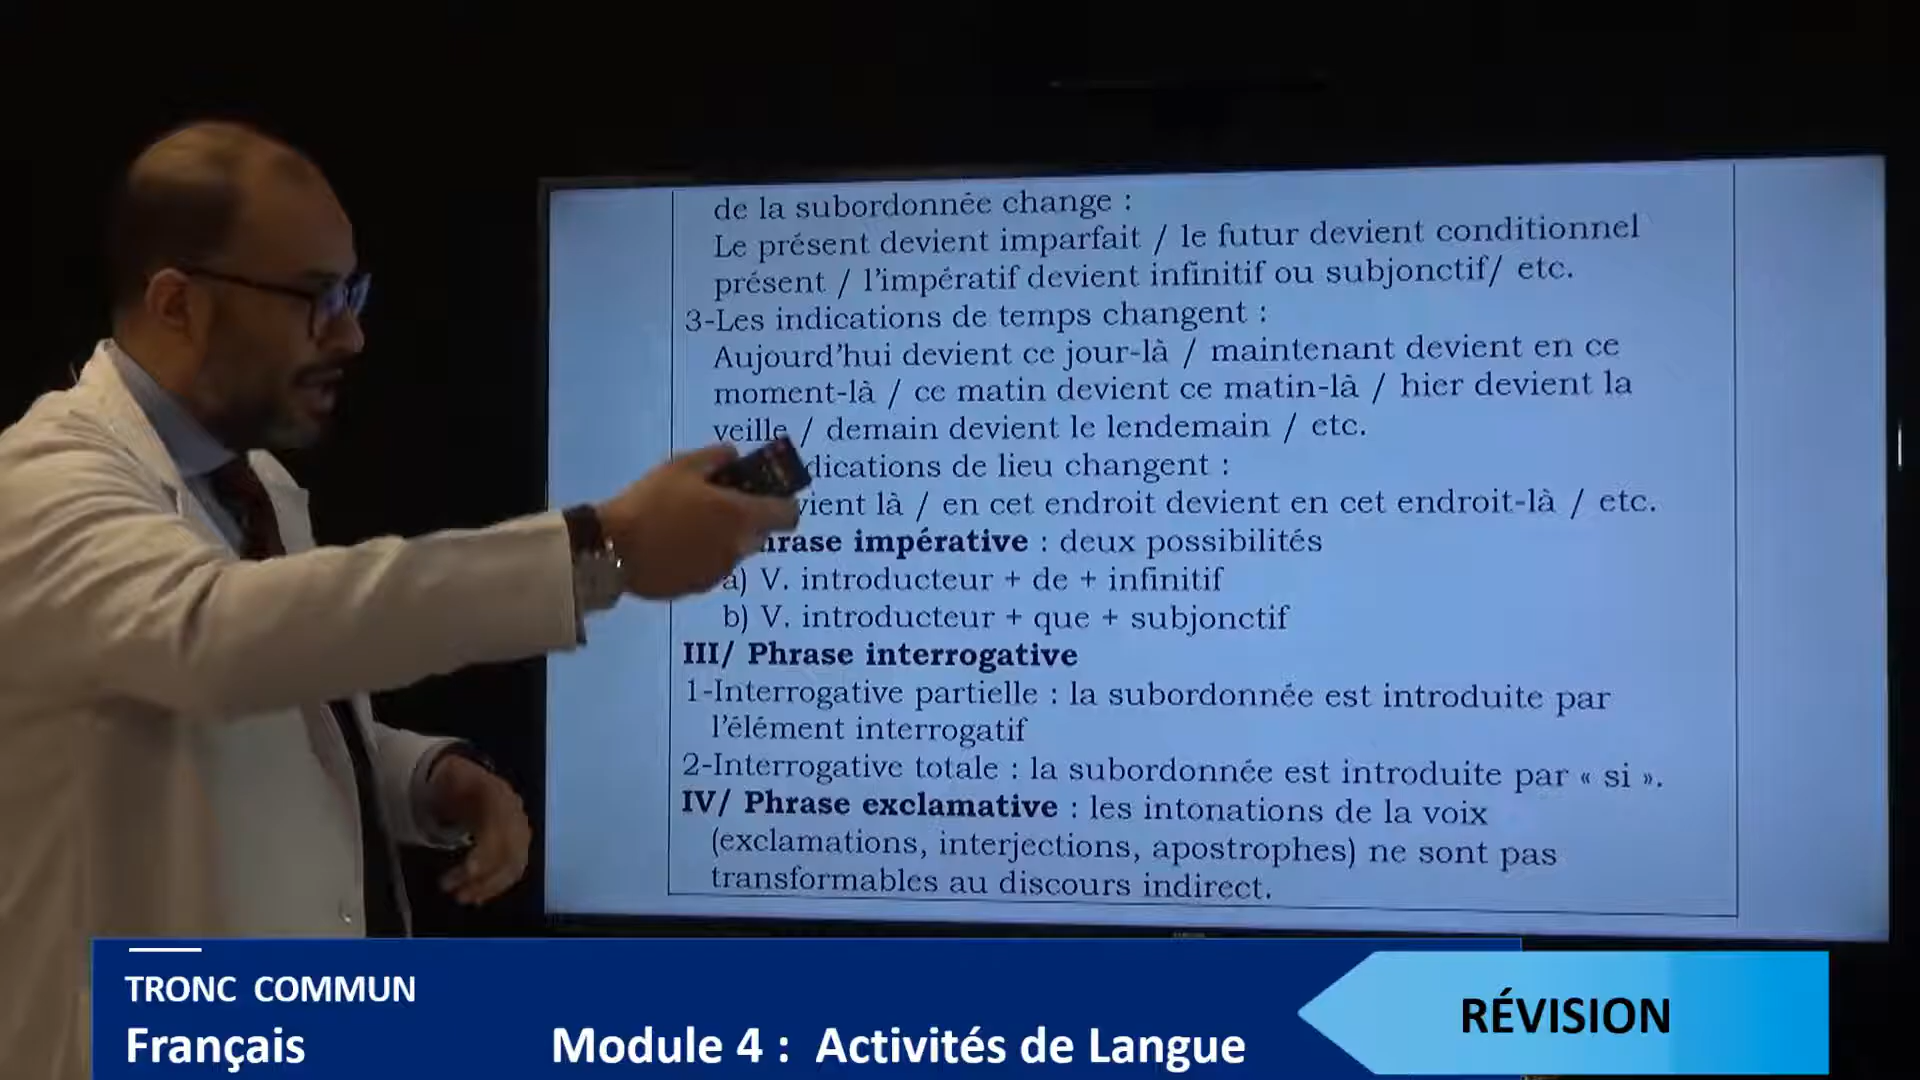 de la subordonnée change :
Le présent devient imparfait / le futur devient conditionnel
présent / l'impératif devient infinitif ou subjonctif/ etc.
3-Les indications de temps changent :
Aujourd'hui devient ce jour-là / maintenant devient en ce
moment-là / ce matin devient ce matin-là / hier devient la
veille / demain devient le lendemain / etc.
dications de lieu changent :
vient là / en cet endroit devient en cet endroit-là / etc.
hrase impérative : deux possibilités
a) V. introducteur + de + infinitif
b) V. introducteur + que + subjonctif
III/ Phrase interrogative
1-Interrogative partielle : la subordonnée est introduite par
l'élément interrogatif
2-Interrogative totale : la subordonnée est introduite par « si ».
IV/ Phrase exclamative : les intonations de la voix
(exclamations, interjections, apostrophes) ne sont pas
transformables au discours indirect.
TRONC COMMUN
Français
Module 4 : Activités de Langue
RÉVISION